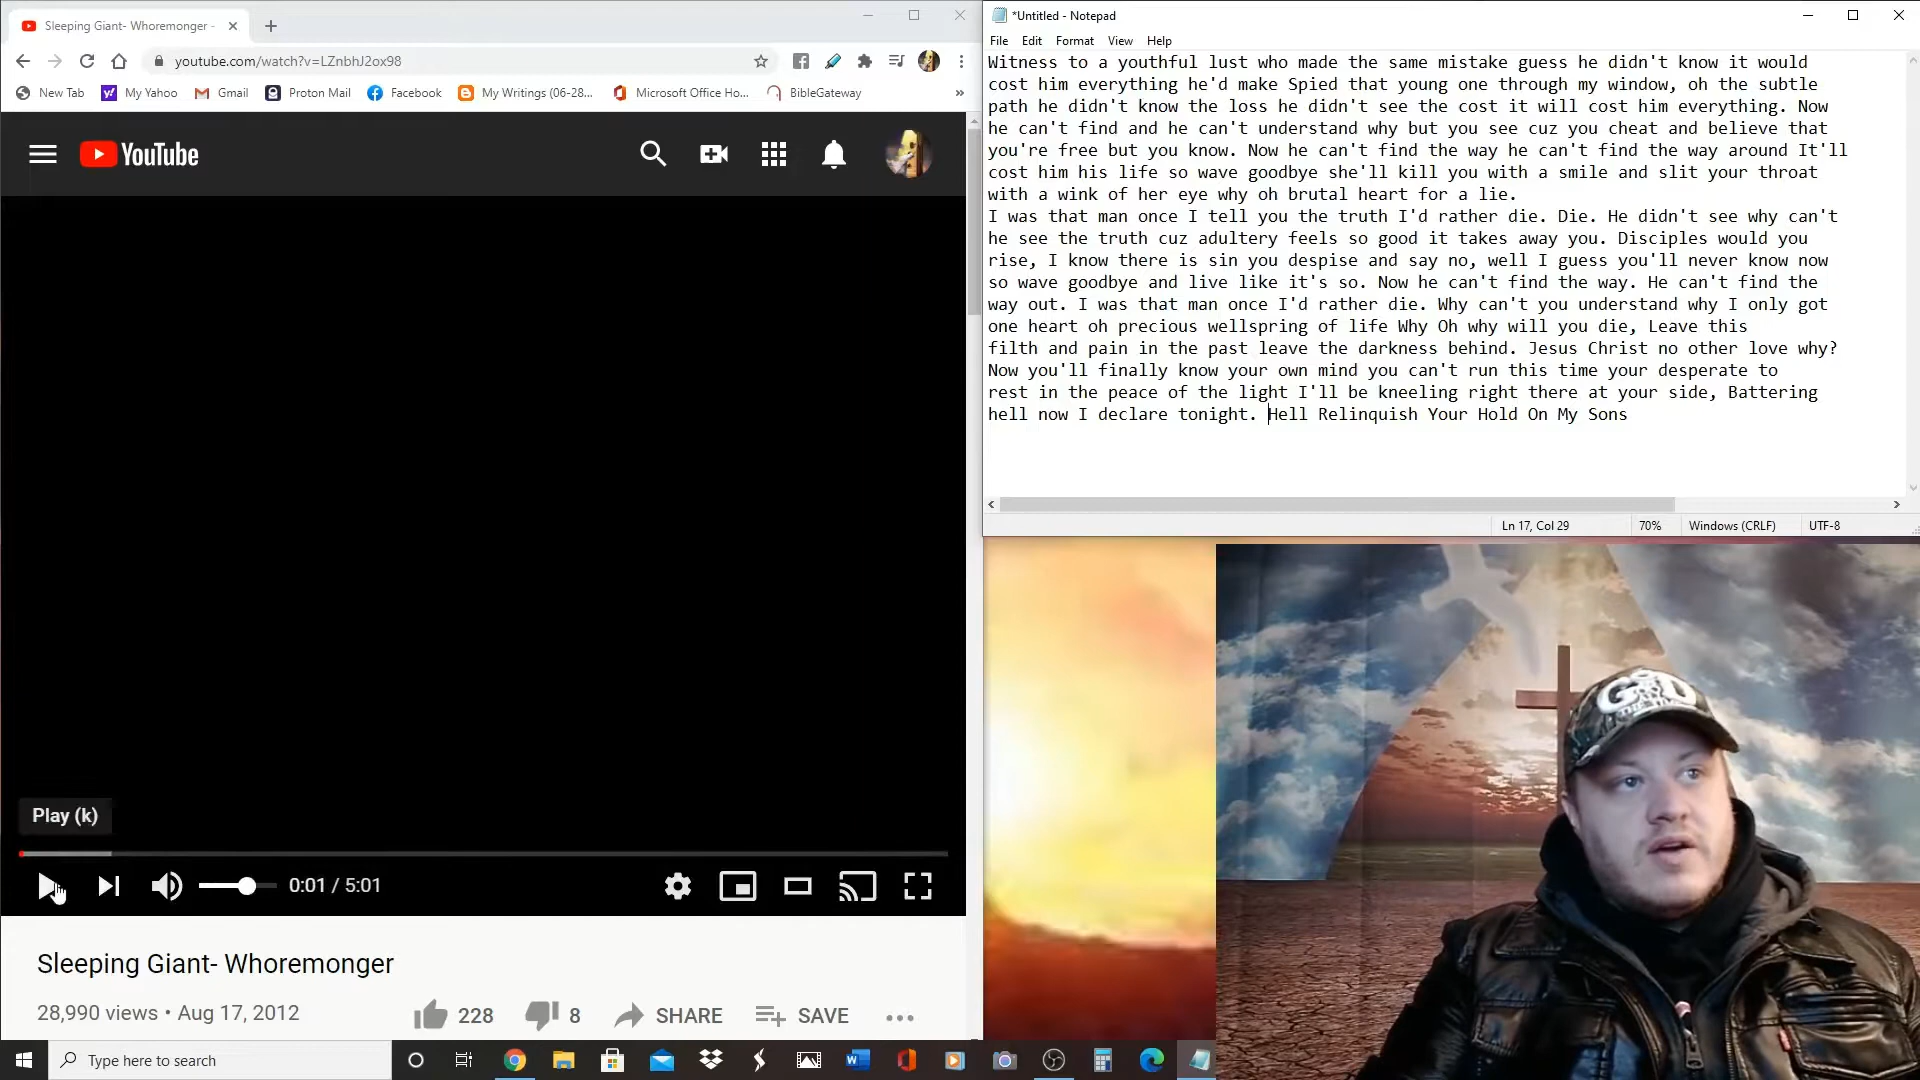 Sleeping Giant- Whoremonger -
youtube.com/watch?v=LZnbhJ2ox98
New Tab
My Yahoo
Gmail
Proton Mail
Facebook
My Writings (06-28...
Microsoft Office Ho...
BibleGateway
»
YouTube
Play (k)
0:01 / 5:01
Sleeping Giant- Whoremonger
28,990 views • Aug 17, 2012
228
8
SHARE
SAVE
*Untitled - Notepad
File Edit Format View Help
Witness to a youthful lust who made the same mistake guess he didn't know it would
cost him everything he'd make Spied that young one through my window, oh the subtle
path he didn't know the loss he didn't see the cost it will cost him everything. Now
he can't find and he can't understand why but you see cuz you cheat and believe that
you're free but you know. Now he can't find the way he can't find the way around It'll
cost him his life so wave goodbye she'll kill you with a smile and slit your throat
with a wink of her eye why oh brutal heart for a lie.
I was that man once I tell you the truth I'd rather die. Die. He didn't see why can't
he see the truth cuz adultery feels so good it takes away you. Disciples would you
rise, I know there is sin you despise and say no, well I guess you'll never know now
so wave goodbye and live like it's so. Now he can't find the way. He can't find the
way out. I was that man once I'd rather die. Why can't you understand why I only got
one heart oh precious wellspring of life Why Oh why will you die, Leave this
filth and pain in the past leave the darkness behind. Jesus Christ no other love why?
Now you'll finally know your own mind you can't run this time your desperate to
rest in the peace of the light I'll be kneeling right there at your side, Battering
hell now I declare tonight. Hell Relinquish Your Hold On My Sons
Ln 17, Col 29
70%
Windows (CRLF)
UTF-8
GOD
Type here to search